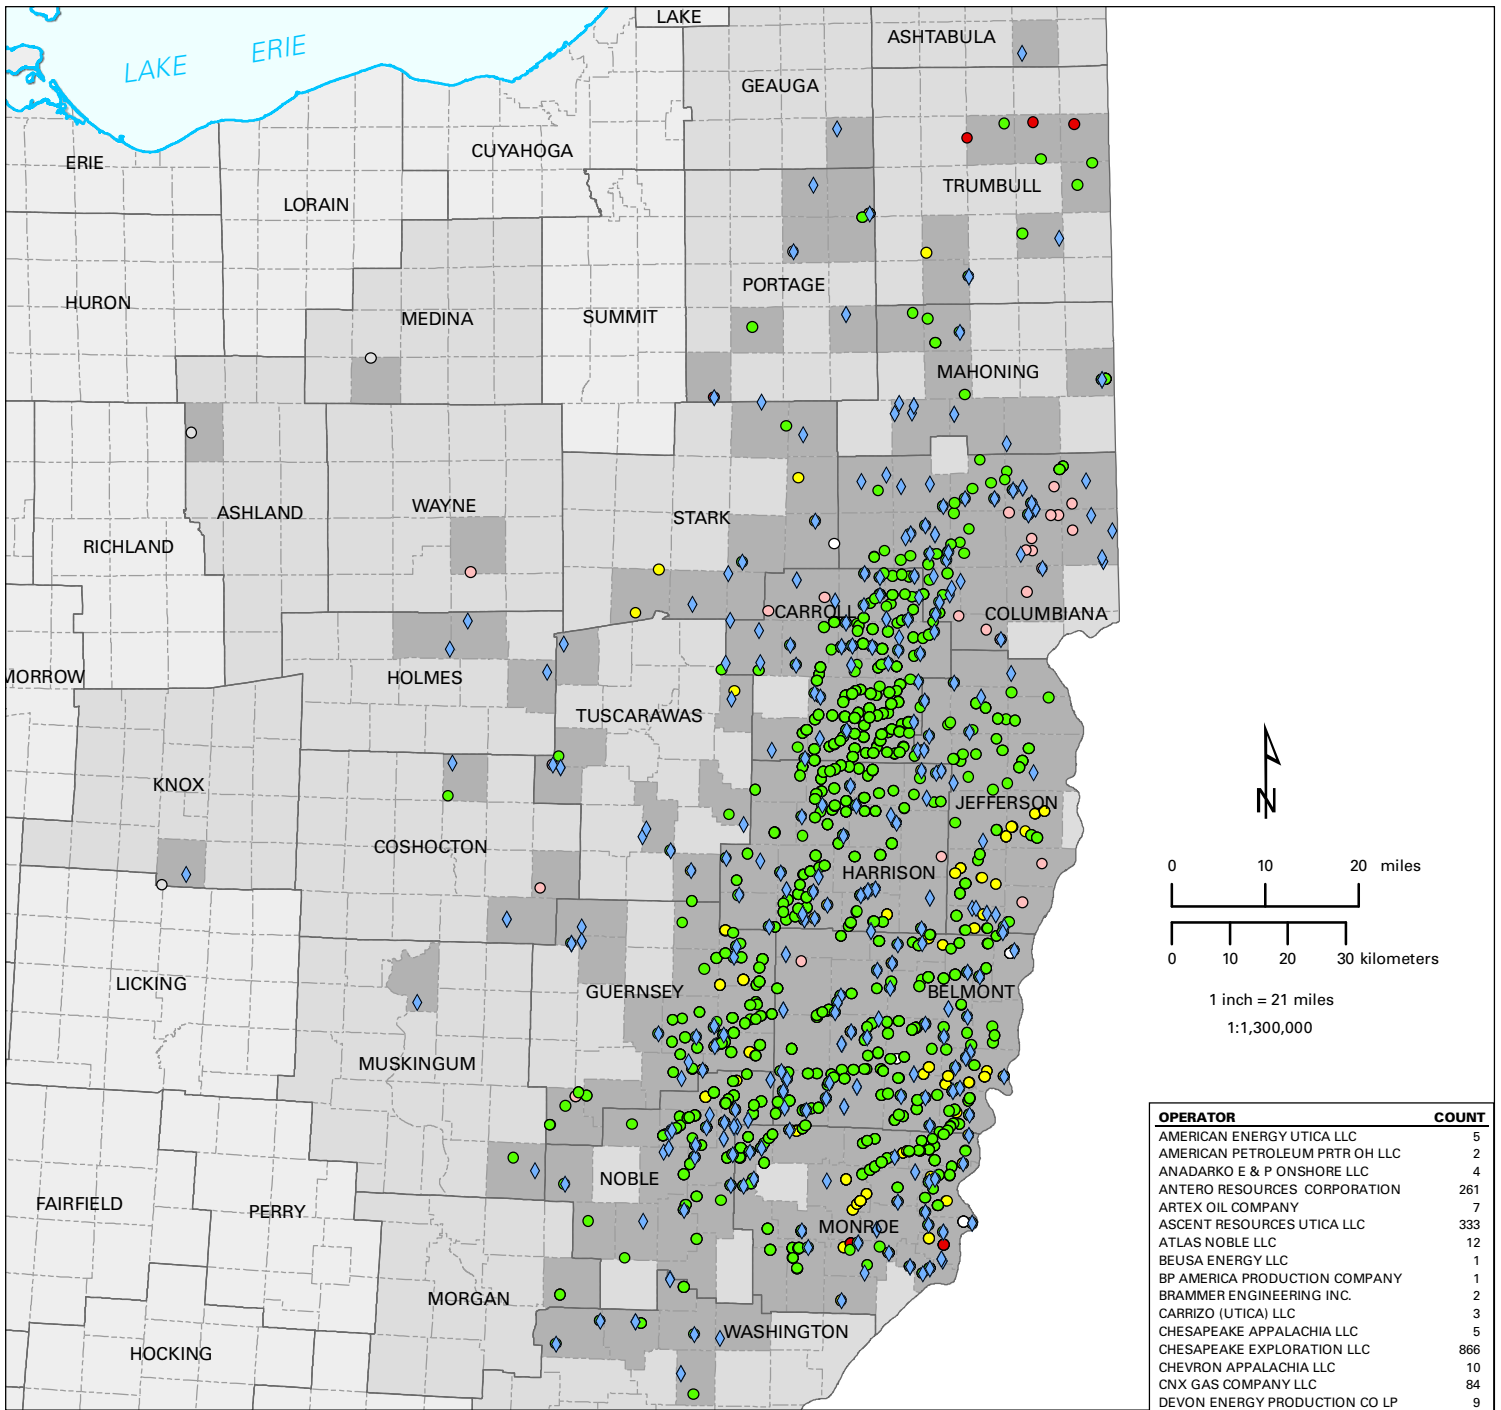 LAKE
ASHTABULA
LAKE ERIE
GEAUGA
CUYAHOGA
ERIE
TRUMBULL
LORAIN
PORTAGE
HURON
MEDINA
SUMMIT
MAHONING
WAYNE
ASHLAND
STARK
RICHLAND
CARROLL
COLUMBIANA
MORROW
HOLMES
TUSCARAWAS
KNOX
JEFFERSON
COSHOCTON
HARRISON
N
0 10 20 miles
0 10 20 30 kilometers
1 inch = 21 miles
1:1,300,000
LICKING
GUERNSEY
BELMONT
MUSKINGUM
NOBLE
FAIRFIELD
PERRY
MONROE
MORGAN
WASHINGTON
HOCKING
OPERATOR COUNT
AMERICAN ENERGY UTICA LLC 5
AMERICAN PETROLEUM PRTR OH LLC 2
ANADARKO E & P ONSHORE LLC 4
ANTERO RESOURCES CORPORATION 261
ARTEX OIL COMPANY 7
ASCENT RESOURCES UTICA LLC 333
ATLAS NOBLE LLC 12
BEUSA ENERGY LLC 1
BP AMERICA PRODUCTION COMPANY 1
BRAMMER ENGINEERING INC. 2
CARRIZO (UTICA) LLC 3
CHESAPEAKE APPALACHIA LLC 5
CHESAPEAKE EXPLORATION LLC 866
CHEVRON APPALACHIA LLC 10
CNX GAS COMPANY LLC 84
DEVON ENERGY PRODUCTION CO LP 9